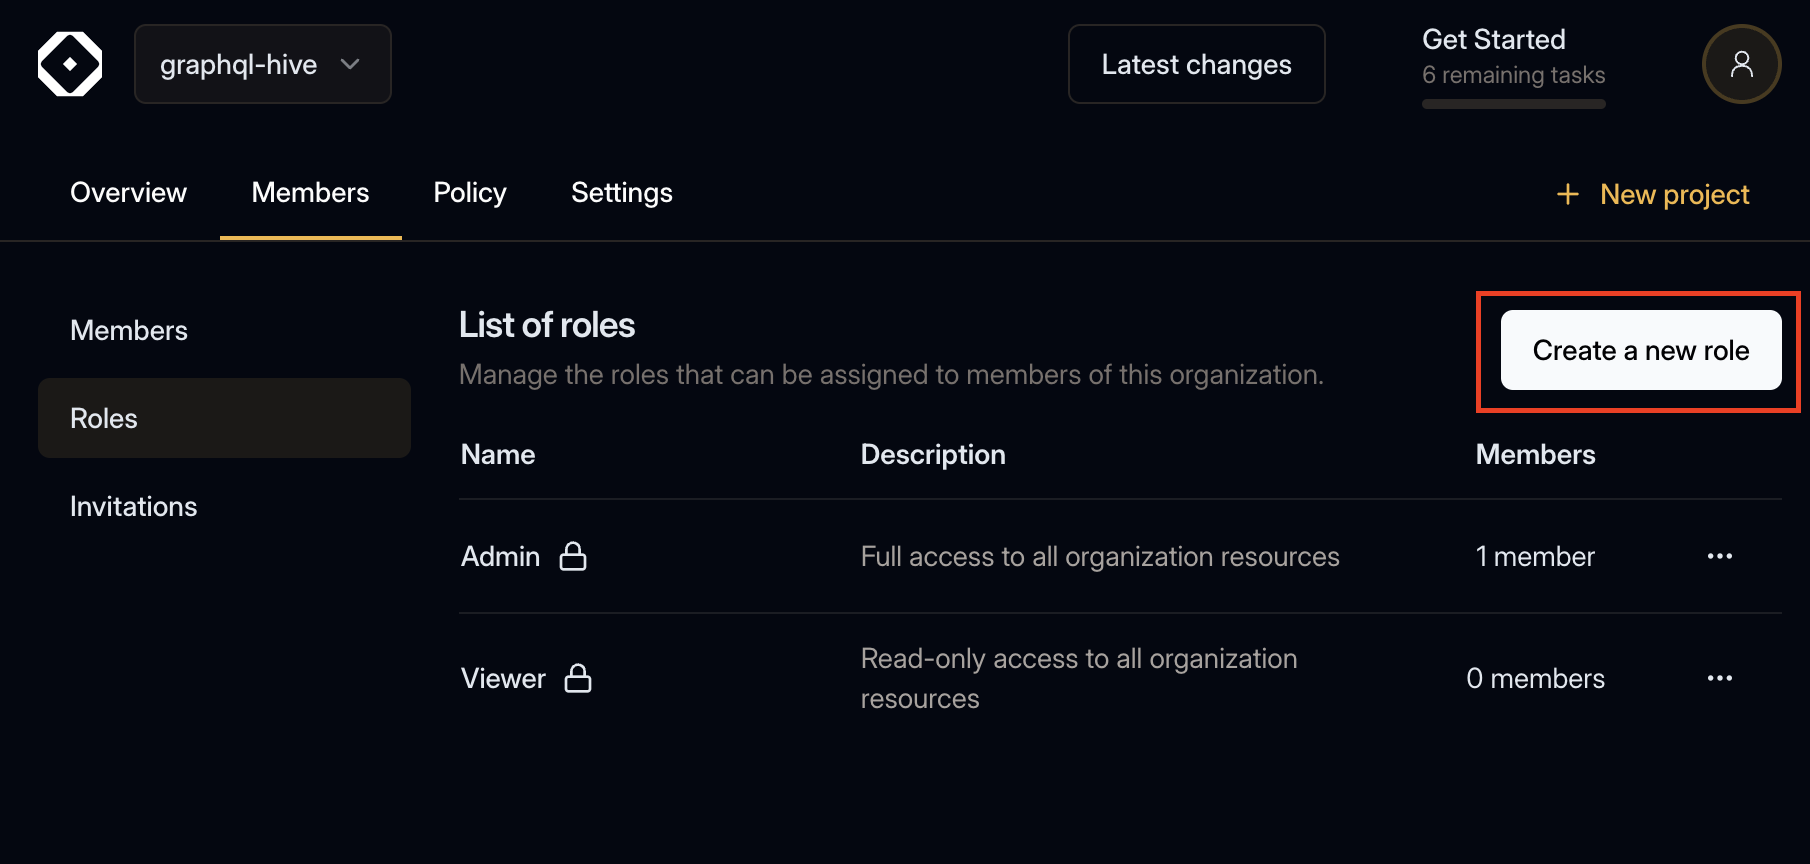 graphql-hive
Latest changes
Get Started
6 remaining tasks
Overview
Members
Policy
Settings
+ New project
Members
Roles
Invitations
List of roles
Manage the roles that can be assigned to members of this organization.
Create a new role
Name
Description
Members
Admin
Full access to all organization resources
1 member
Viewer
Read-only access to all organization
resources
0 members